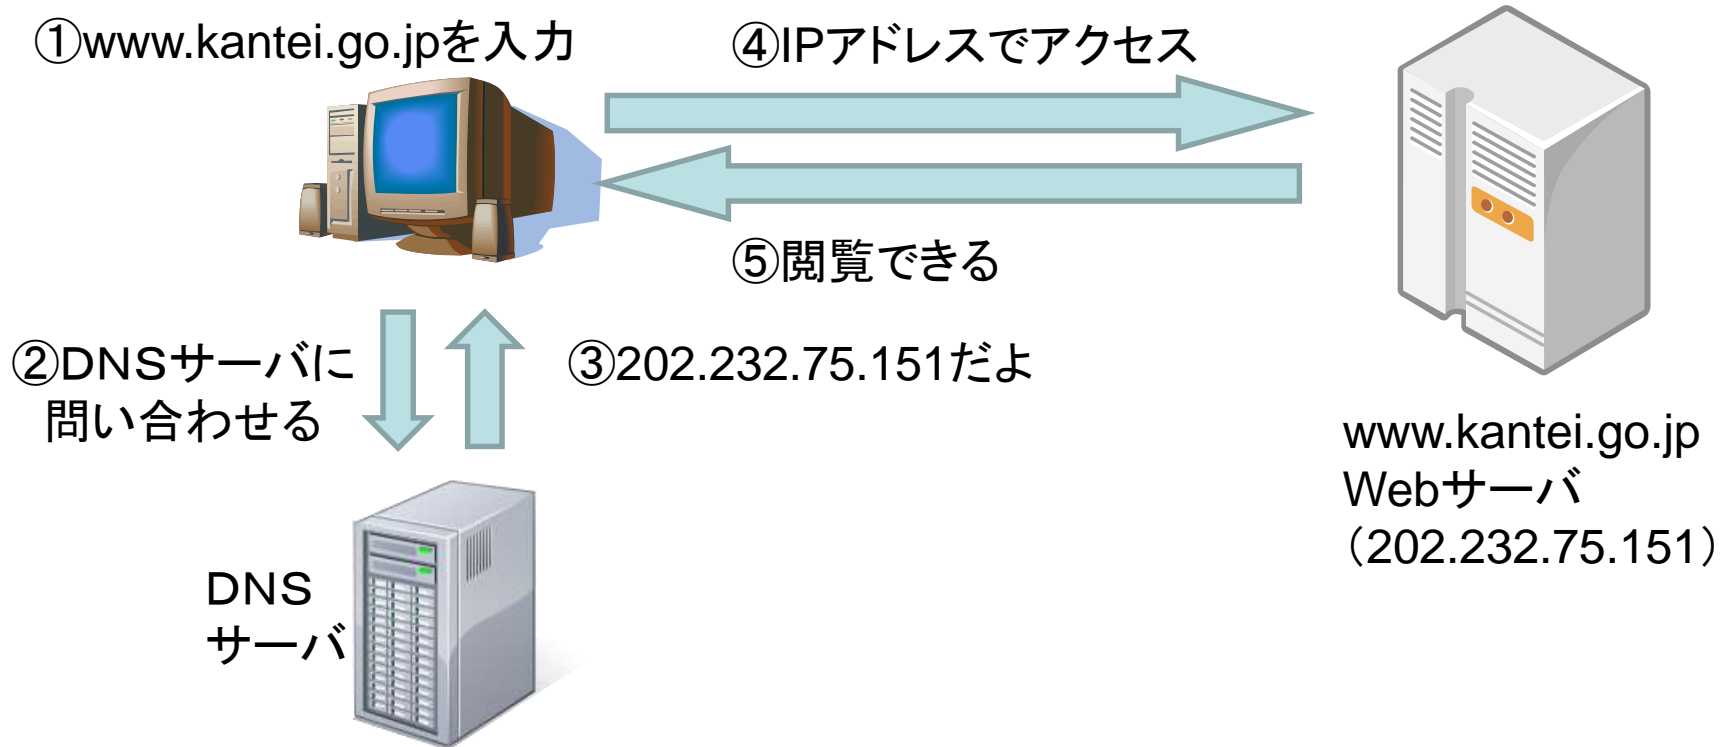 ①www.kantei.go.jpを入力
④IPアドレスでアクセス
⑤閲覧できる
②DNSサーバに
問い合わせる
③202.232.75.151だよ
www.kantei.go.jp
Webサーバ
（202.232.75.151）
DNS
サーバ